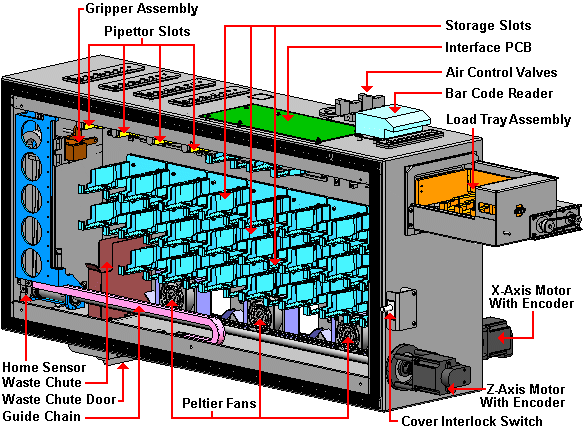 Gripper Assembly
Pipettor Slots
Storage Slots
Interface PCB
Air Control Valves
Bar Code Reader
Load Tray Assembly
X-Axis Motor
With Encoder
Home Sensor
Waste Chute
Waste Chute Door
Guide Chain
Peltier Fans
Z-Axis Motor
With Encoder
Cover Interlock Switch